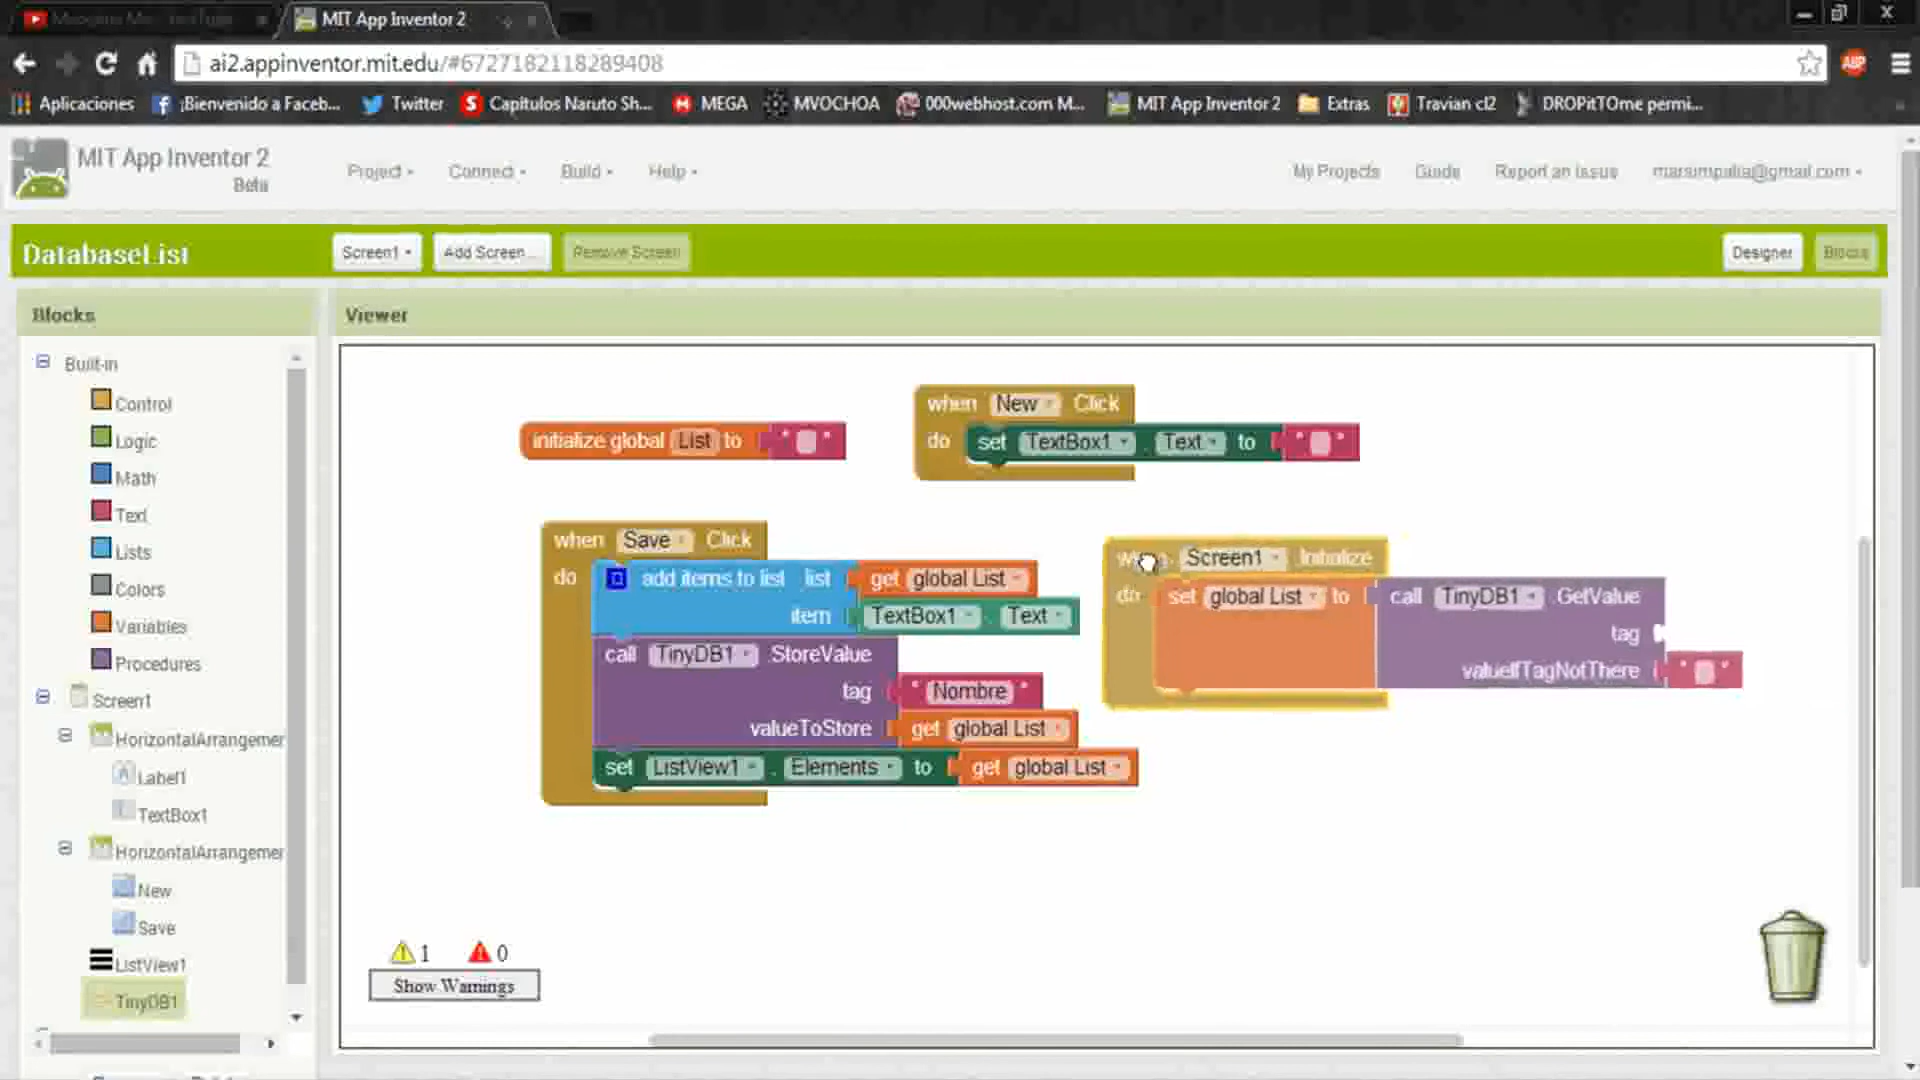 MIT App Inventor 2
ai2.appinventor.mit.edu/#6727182118289408
ABP
Aplicaciones ¡Bienvenido a Faceb... Twitter Capitulos Naruto Sh... MEGA MVOCHOA 000webhost.com M... MIT App Inventor 2 Extras Travian cl2 DROPitTOme permi...
MIT App Inventor 2
Beta
Project Connect Build Help My Projects Guide Report an Issue marsimpalia@gmail.com
DatabaseList Screen1 Add Screen... Remove Screen Designer Blocks
Blocks
Viewer
Built-in
Control
Logic
Math
Text
Lists
Colors
Variables
Procedures
Screen1
HorizontalArrangemer
Label1
TextBox1
HorizontalArrangemer
New
Save
ListView1
TinyDB1
initialize global List to " "
when New Click
do set TextBox1 . Text to " "
when Save Click
do add items to list list get global List
item TextBox1 . Text
call TinyDB1 .StoreValue
tag " Nombre "
valueToStore get global List
set ListView1 . Elements to get global List
Screen1 Initialize
do set global List to call TinyDB1 .GetValue
tag
valueIfTagNotThere " "
1 0
Show Warnings